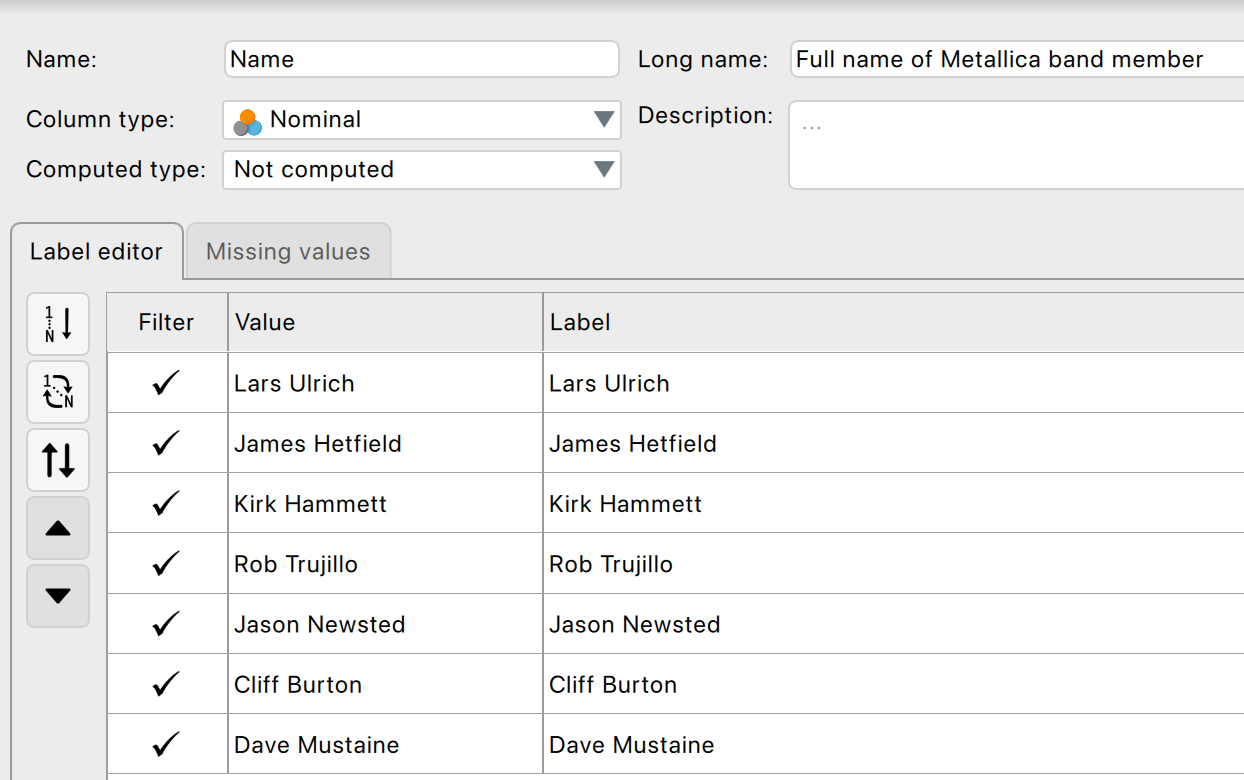 Name: Name Long name: Full name of Metallica band member
Column type: Nominal Description: ...
Computed type: Not computed
Label editor Missing values
Filter Value Label
1 N
Lars Ulrich Lars Ulrich
1 N
James Hetfield James Hetfield
Kirk Hammett Kirk Hammett
Rob Trujillo Rob Trujillo
Jason Newsted Jason Newsted
Cliff Burton Cliff Burton
Dave Mustaine Dave Mustaine